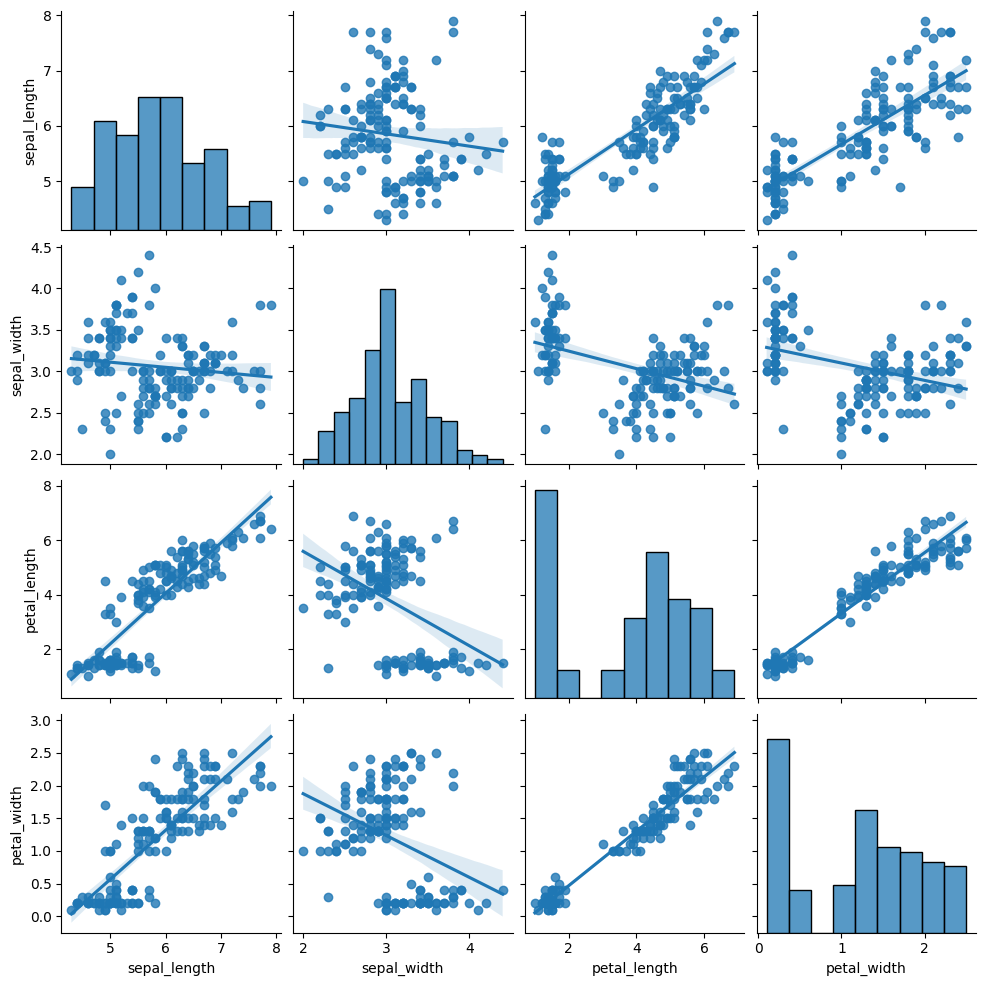 8
7
6
5
sepal_length
4.5
4.0
3.5
3.0
2.5
2.0
sepal_width
8
6
4
2
petal_length
3.0
2.5
2.0
1.5
1.0
0.5
0.0
petal_width
5 6 7 8
2 3 4
2 4 6
0 1 2
sepal_length sepal_width petal_length petal_width